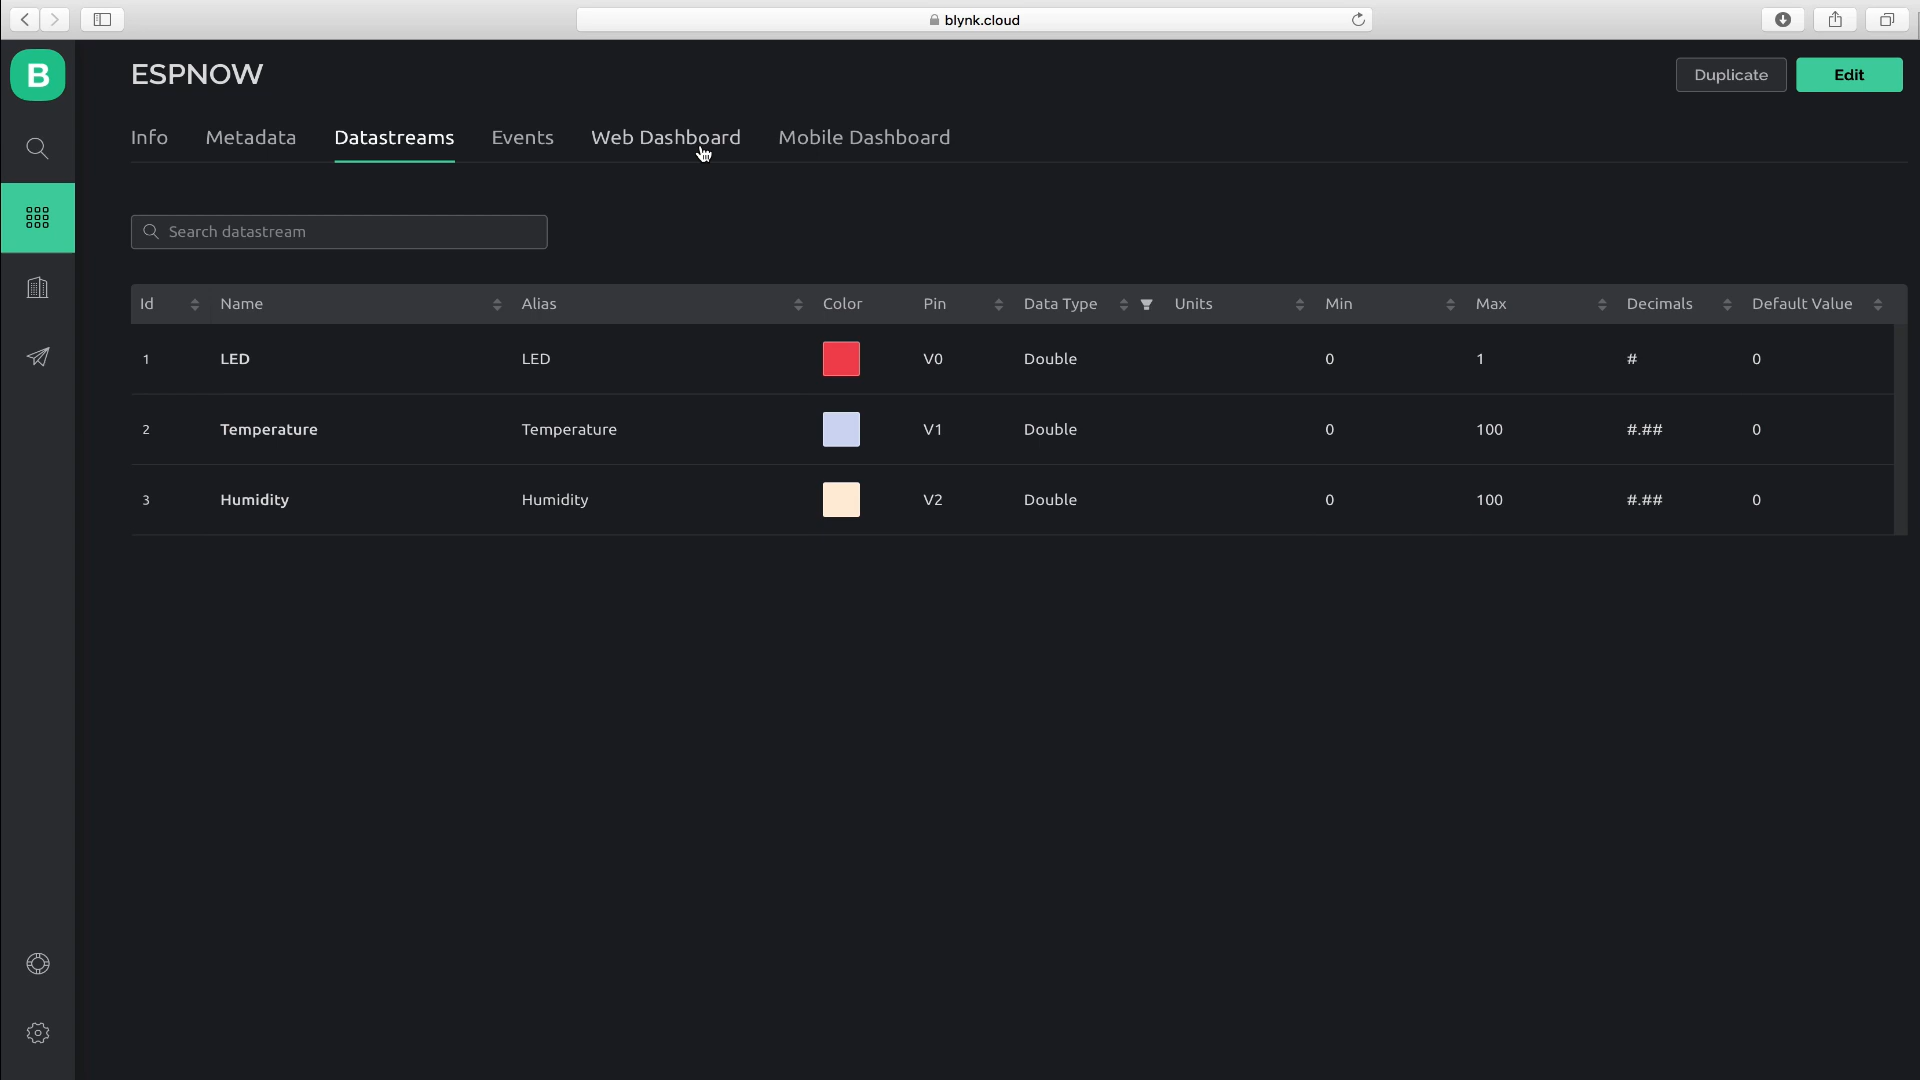 blynk.cloud
B
ESPNOW
Duplicate Edit
Info Metadata Datastreams Events Web Dashboard Mobile Dashboard
Search datastream
Id Name Alias Color Pin Data Type Units Min Max Decimals Default Value
1 LED LED V0 Double 0 1 # 0
2 Temperature Temperature V1 Double 0 100 #.## 0
3 Humidity Humidity V2 Double 0 100 #.## 0